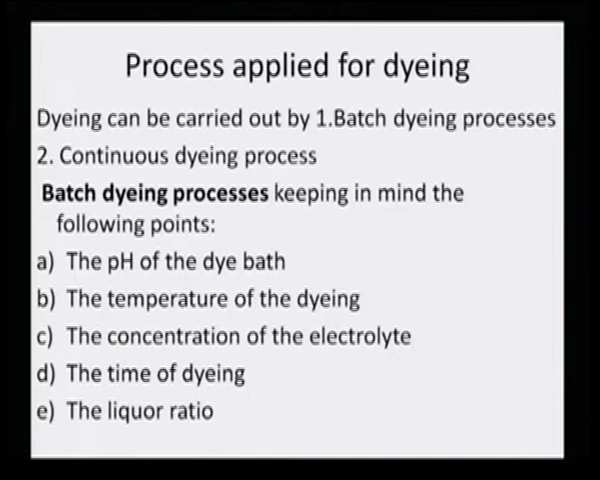 Process applied for dyeing
Dyeing can be carried out by 1.Batch dyeing processes
2. Continuous dyeing process
Batch dyeing processes keeping in mind the
following points:
a) The pH of the dye bath
b) The temperature of the dyeing
c) The concentration of the electrolyte
d) The time of dyeing
e) The liquor ratio